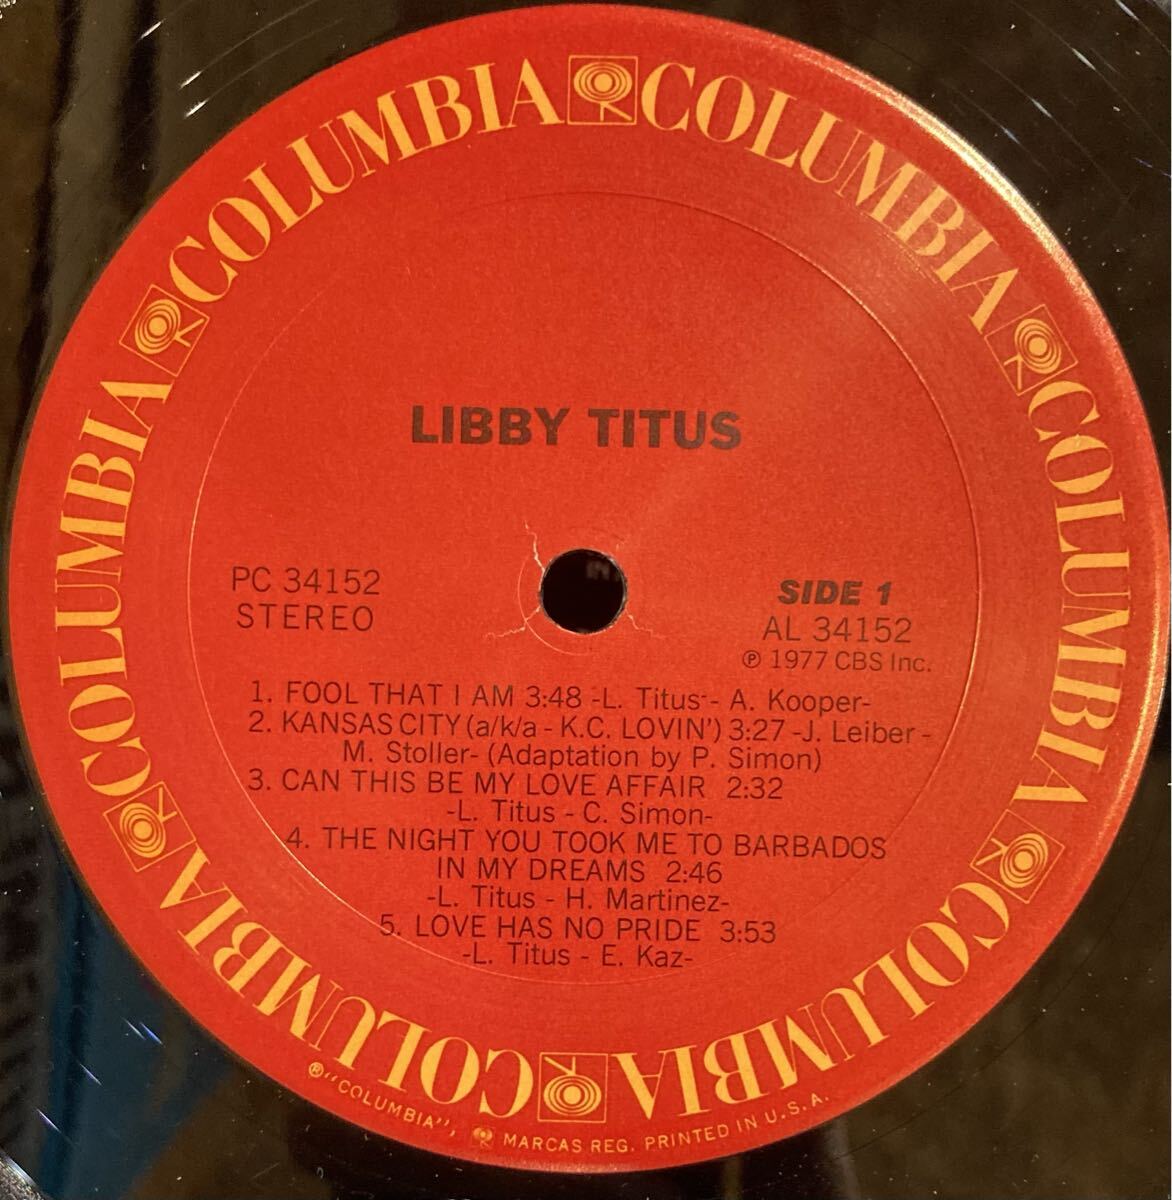 COLUMBIA COLUMBIA COLUMBIA COLUMBIA COLUMBIA COLUMBIA
LIBBY TITUS
PC 34152
STEREO
SIDE 1
AL 34152
℗ 1977 CBS Inc.
1. FOOL THAT I AM 3:48 -L. Titus - A. Kooper-
2. KANSAS CITY (a/k/a - K.C. LOVIN') 3:27 -J. Leiber -
M. Stoller- (Adaptation by P. Simon)
3. CAN THIS BE MY LOVE AFFAIR 2:32
-L. Titus - C. Simon-
4. THE NIGHT YOU TOOK ME TO BARBADOS
IN MY DREAMS 2:46
-L. Titus - H. Martinez-
5. LOVE HAS NO PRIDE 3:53
-L. Titus - E. Kaz-
® "COLUMBIA", MARCAS REG. PRINTED IN U.S.A.